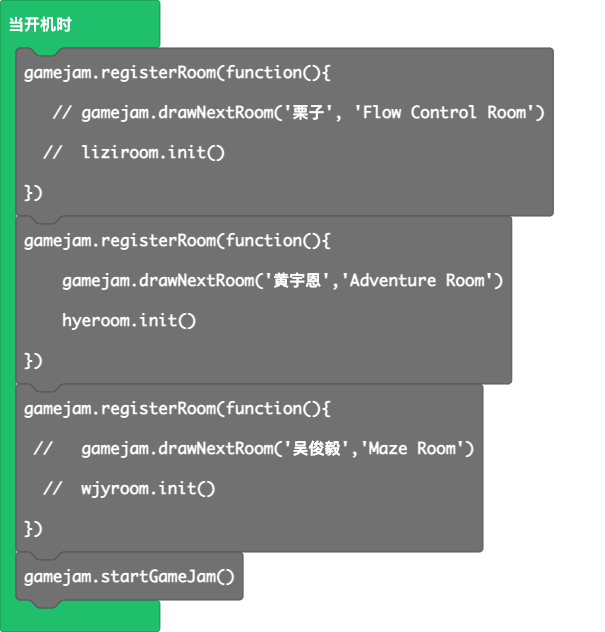 当开机时
gamejam.registerRoom(function(){
// gamejam.drawNextRoom('栗子', 'Flow Control Room')
// liziroom.init()
})
gamejam.registerRoom(function(){
gamejam.drawNextRoom('黄宇恩','Adventure Room')
hyeroom.init()
})
gamejam.registerRoom(function(){
// gamejam.drawNextRoom('吴俊毅','Maze Room')
// wjyroom.init()
})
gamejam.startGameJam()